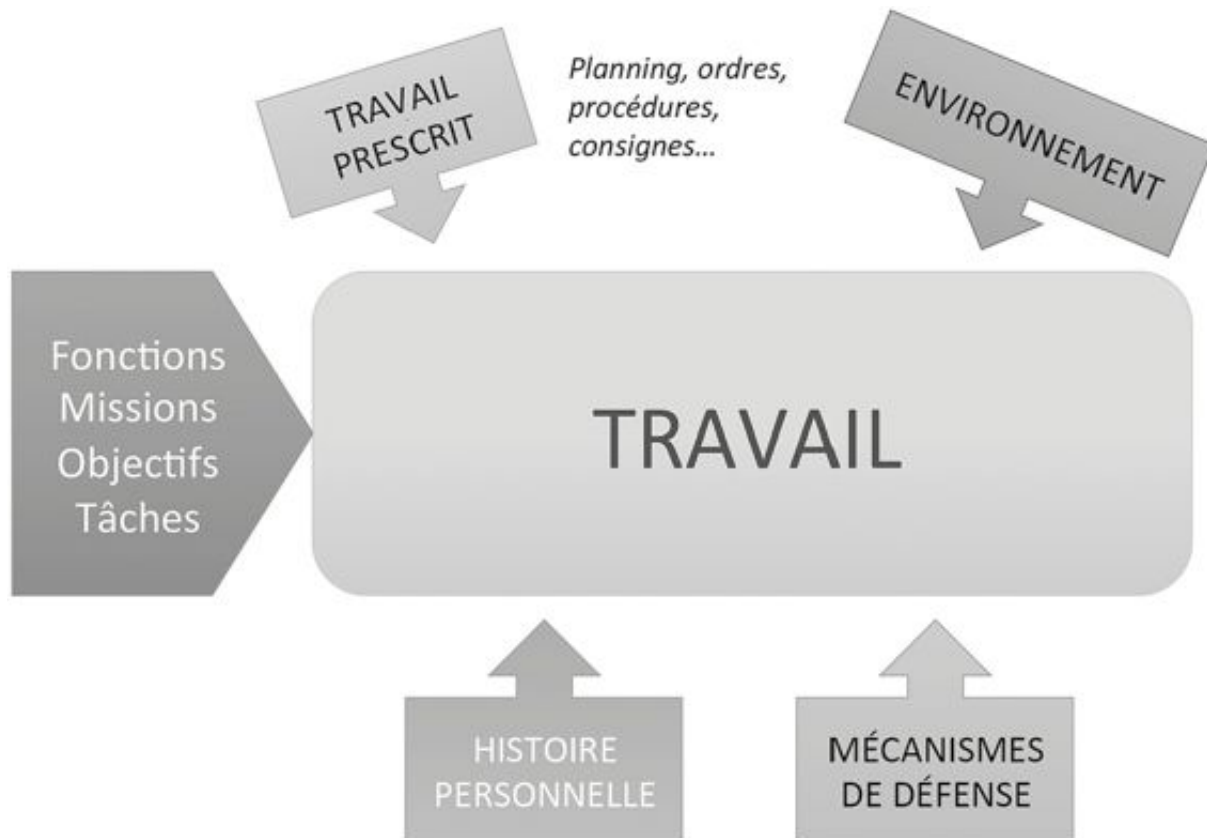 TRAVAIL
PRESCRIT
Planning, ordres,
procédures,
consignes...
ENVIRONNEMENT
Fonctions
Missions
Objectifs
Tâches
TRAVAIL
HISTOIRE
PERSONNELLE
MÉCANISMES
DE DÉFENSE